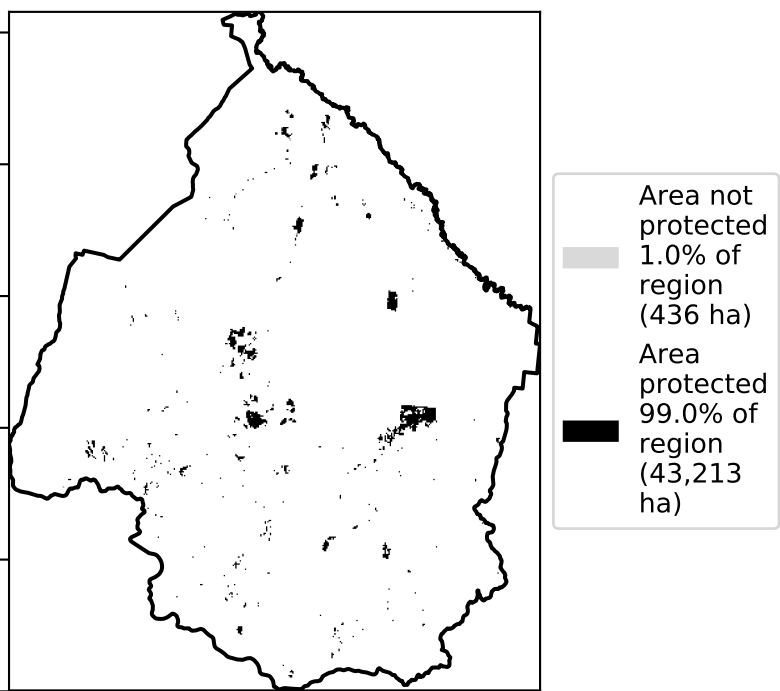 Area not
protected
1.0% of
region
(436 ha)
Area
protected
99.0% of
region
(43,213
ha)